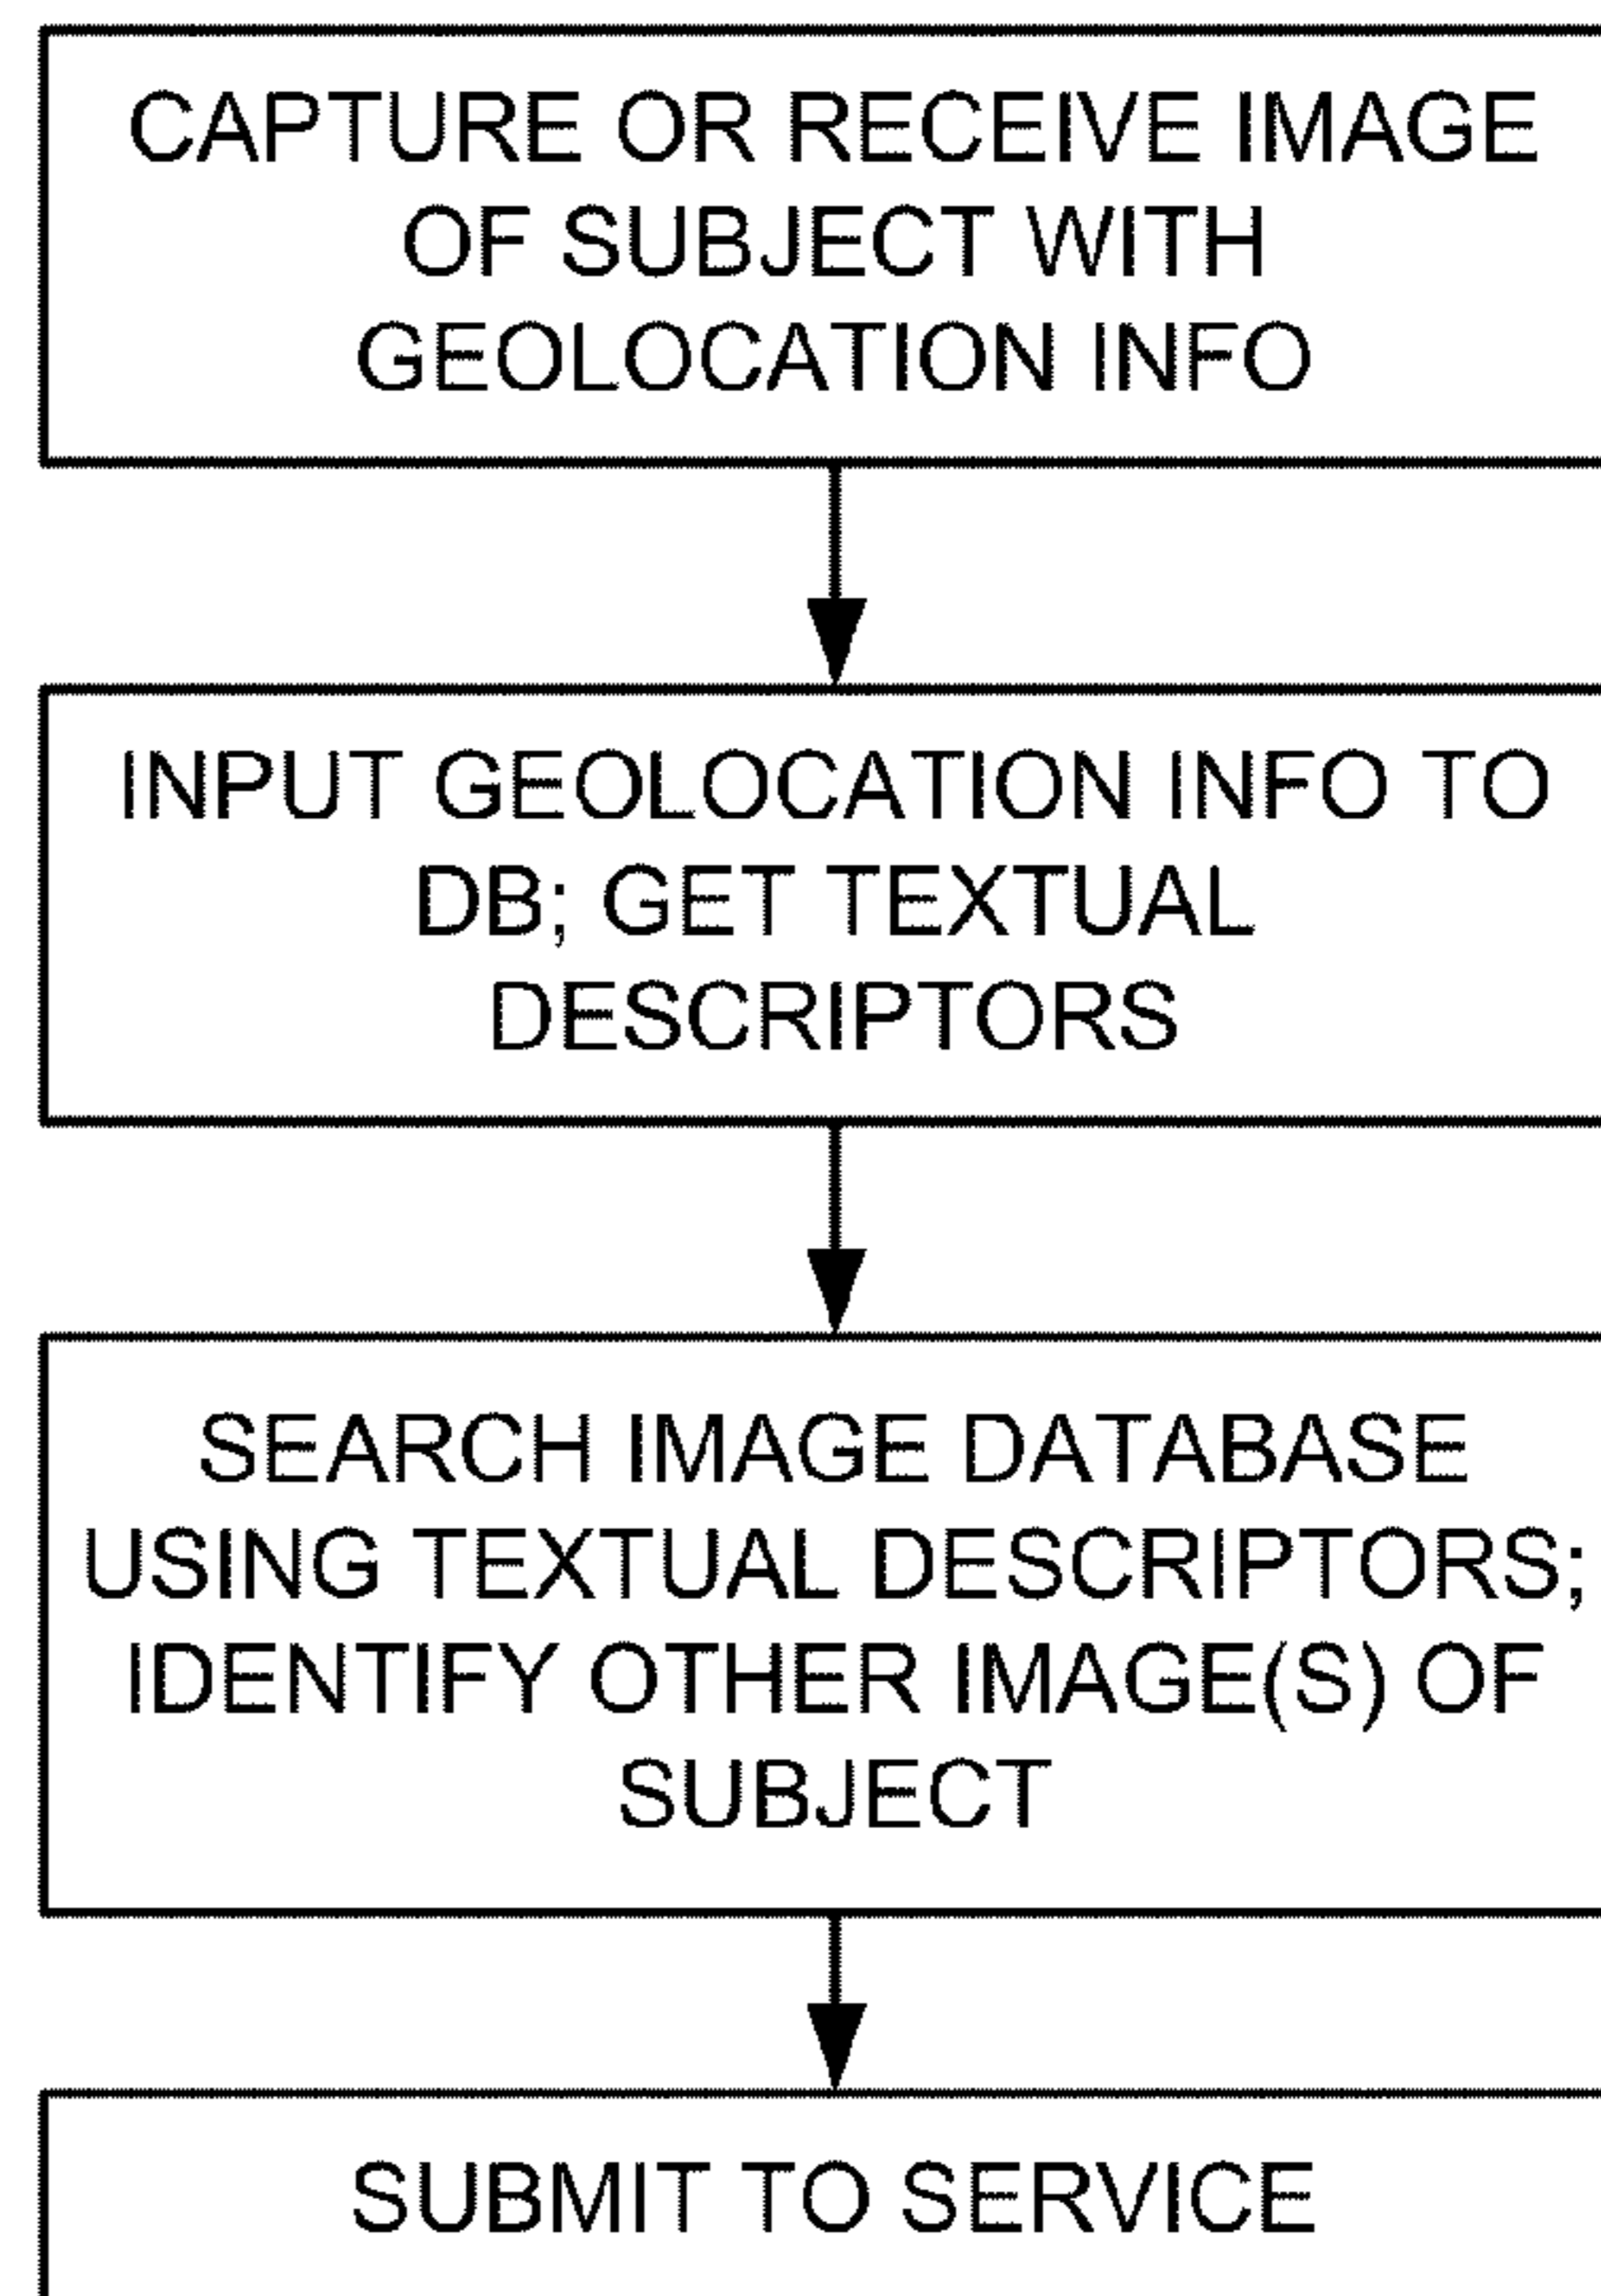 CAPTURE OR RECEIVE IMAGE
OF SUBJECT WITH
GEOLOCATION INFO
INPUT GEOLOCATION INFO TO
DB; GET TEXTUAL
DESCRIPTORS
SEARCH IMAGE DATABASE
USING TEXTUAL DESCRIPTORS;
IDENTIFY OTHER IMAGE(S) OF
SUBJECT
SUBMIT TO SERVICE